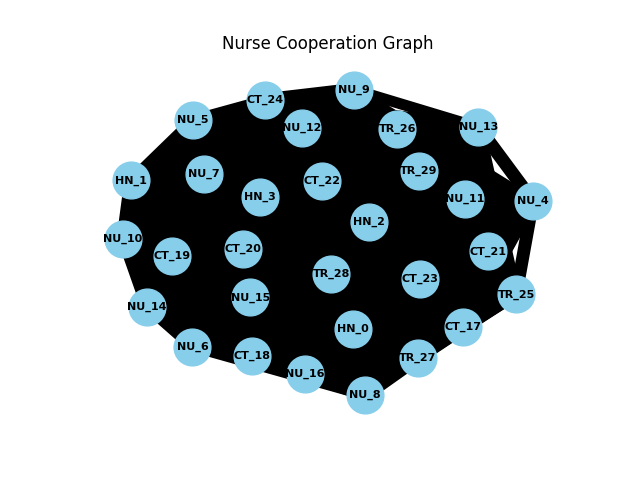 Nurse Cooperation Graph
NU_9
CT_24
NU_5
NU_12
TR_26
NU_13
NU_7
HN_1
HN_3
CT_22
TR_29
NU_11
NU_4
HN_2
NU_10
CT_19
CT_20
CT_21
TR_28
CT_23
TR_25
NU_14
NU_15
HN_0
CT_17
NU_6
CT_18
TR_27
NU_16
NU_8